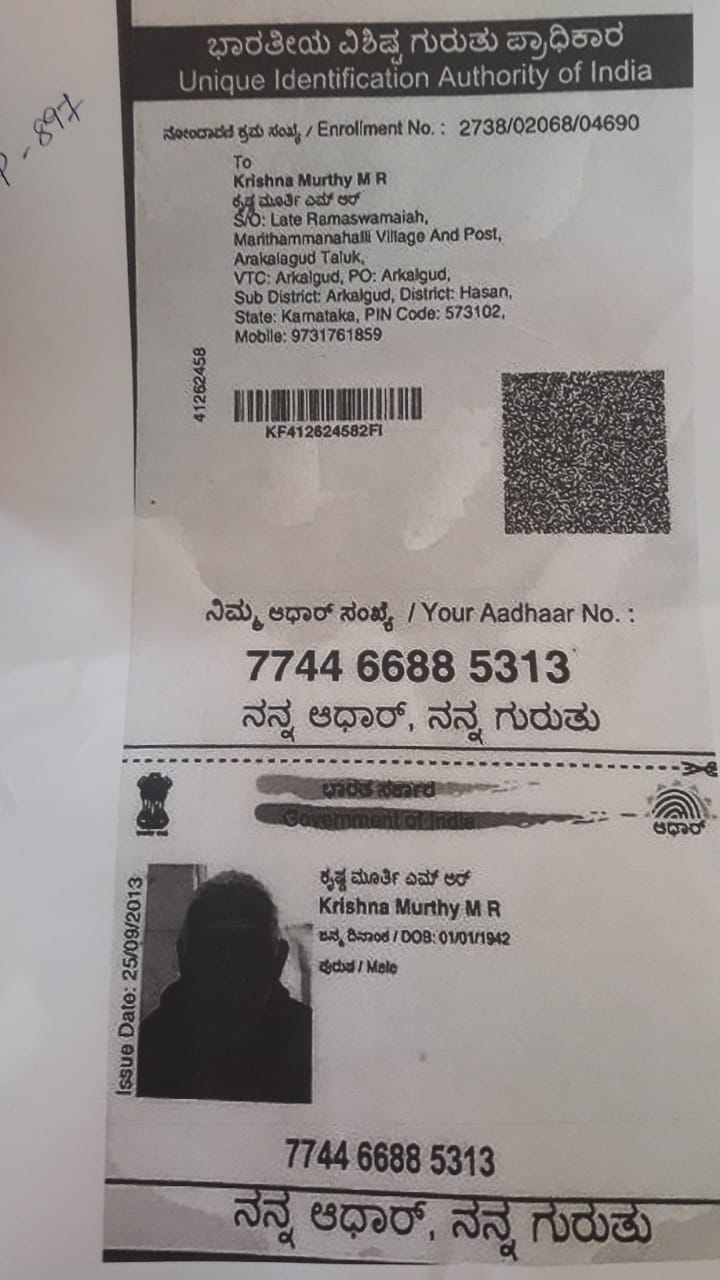 P-897
ಭಾರತೀಯ ವಿಶಿಷ್ಟ ಗುರುತು ಪ್ರಾಧಿಕಾರ
Unique Identification Authority of India
ನೋಂದಾವಣೆ ಕ್ರಮ ಸಂಖ್ಯೆ / Enrollment No. : 2738/02068/04690
To
Krishna Murthy M R
ಕೃಷ್ಣ ಮೂರ್ತಿ ಎಮ್ ಆರ್
S/O: Late Ramaswamaiah,
Marithammanahalli Village And Post,
Arakalagud Taluk,
VTC: Arkalgud, PO: Arkalgud,
Sub District: Arkalgud, District: Hasan,
State: Karnataka, PIN Code: 573102,
Mobile: 9731761859
41262458
KF412624582FI
ನಿಮ್ಮ ಆಧಾರ್ ಸಂಖ್ಯೆ / Your Aadhaar No. :
7744 6688 5313
ನನ್ನ ಆಧಾರ್, ನನ್ನ ಗುರುತು
ಭಾರತ ಸರ್ಕಾರ
Government of India
ಆಧಾರ್
Issue Date: 25/09/2013
ಕೃಷ್ಣ ಮೂರ್ತಿ ಎಮ್ ಆರ್
Krishna Murthy M R
ಜನ್ಮ ದಿನಾಂಕ / DOB: 01/01/1942
ಪುರುಷ / Male
7744 6688 5313
ನನ್ನ ಆಧಾರ್, ನನ್ನ ಗುರುತು